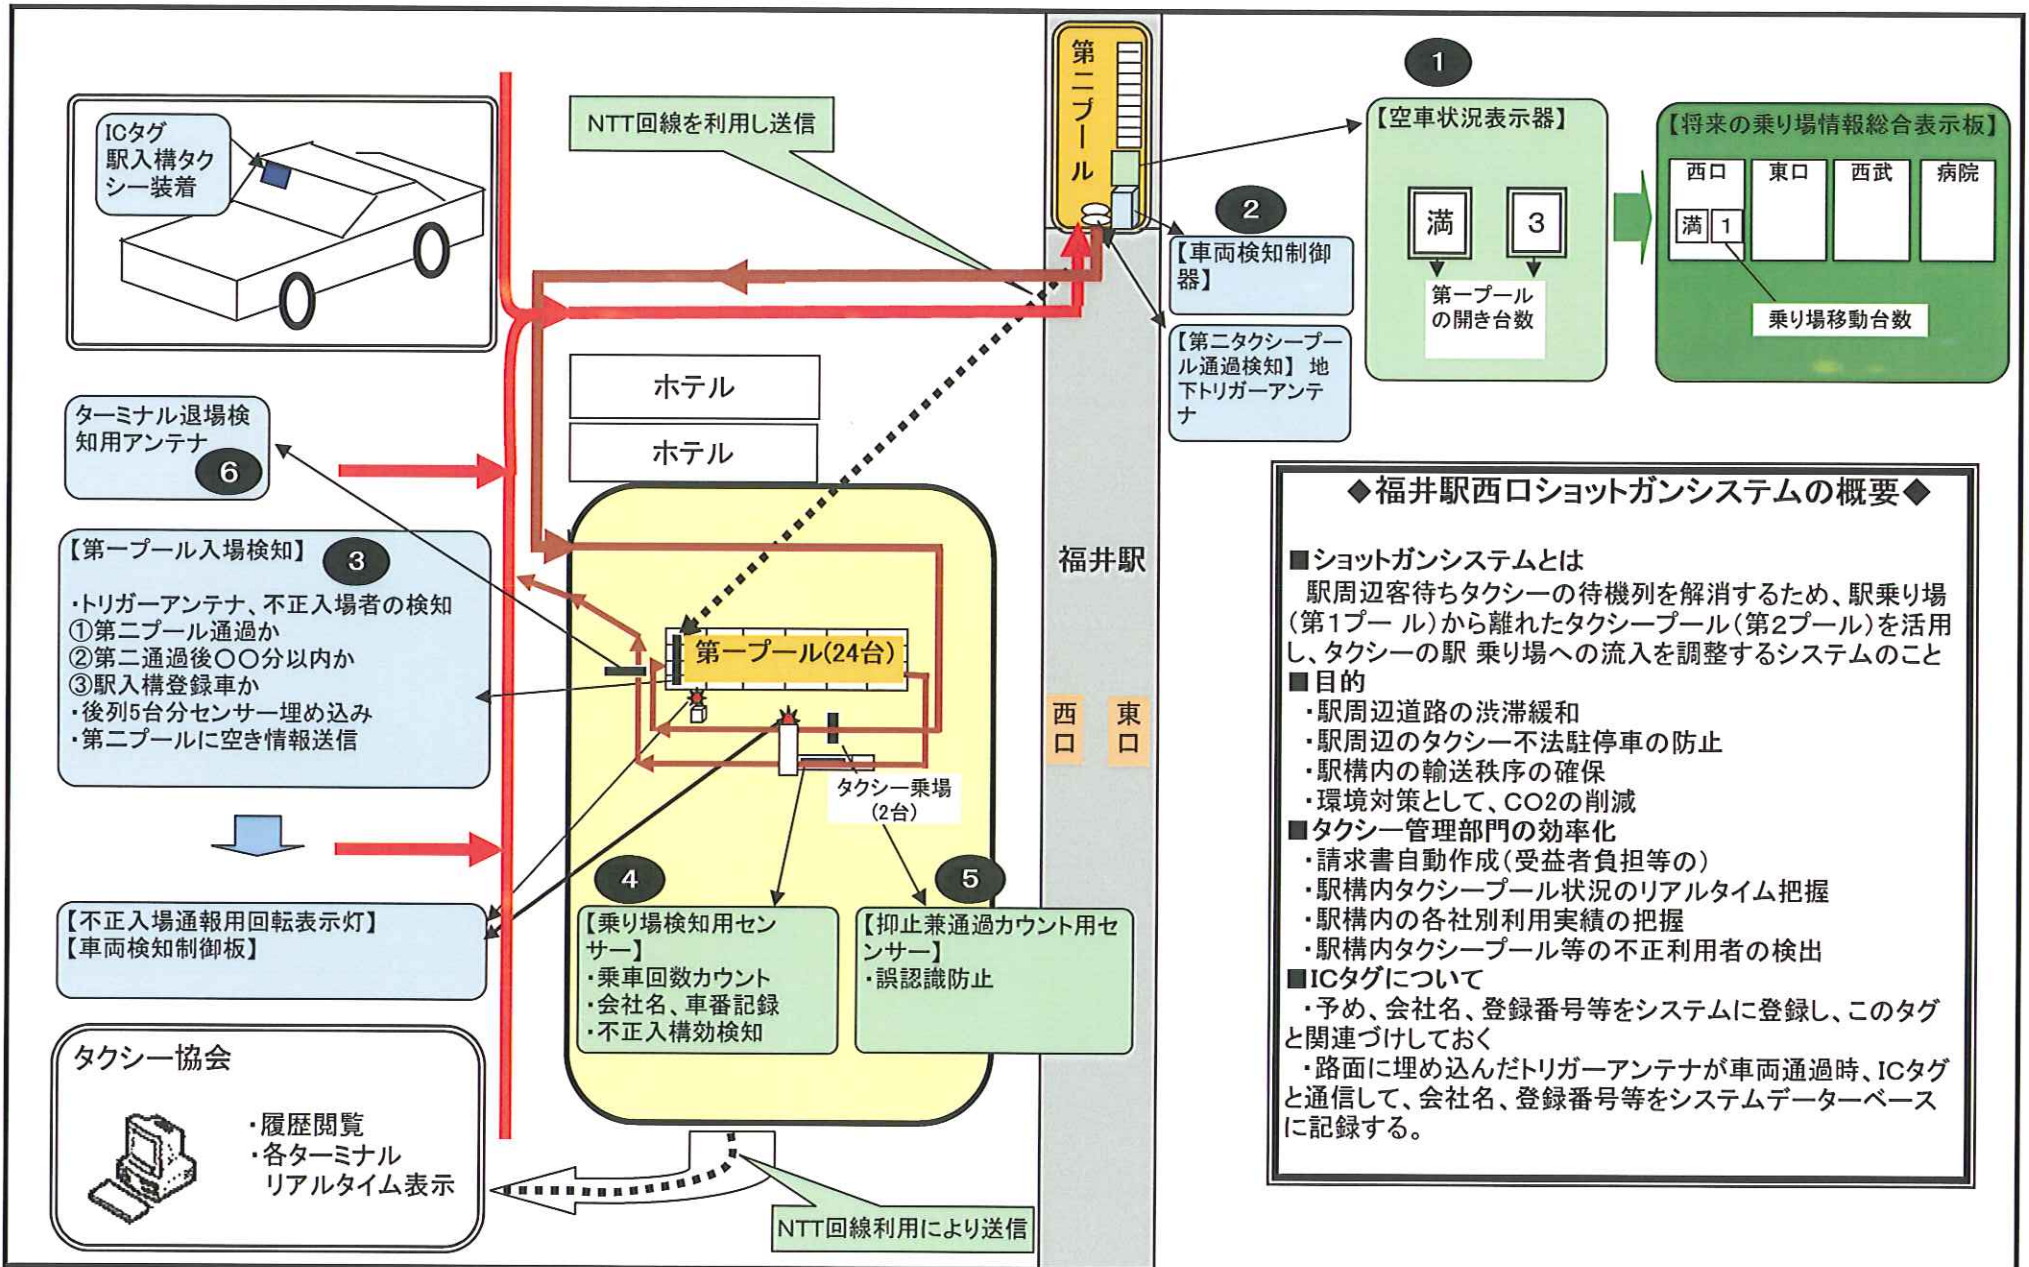 ICタグ
駅入構タク
シー装着
NTT回線を利用し送信
第二プール
①
【空車状況表示器】
満
3
第一プール
の開き台数
【将来の乗り場情報総合表示板】
西口
東口
西武
病院
満
1
乗り場移動台数
②
【車両検知制御
器】
【第二タクシープー
ル通過検知】 地
下トリガーアンテ
ナ
ホテル
ホテル
ターミナル退場検
知用アンテナ
⑥
【第一プール入場検知】
③
・トリガーアンテナ、不正入場者の検知
①第二プール通過か
②第二通過後〇〇分以内か
③駅入構登録車か
・後列5台分センサー埋め込み
・第二プールに空き情報送信
第一プール(24台)
タクシー乗場
(2台)
福井駅
西口
東口
【不正入場通報用回転表示灯】
【車両検知制御板】
④
【乗り場検知用セン
サー】
・乗車回数カウント
・会社名、車番記録
・不正入構効検知
⑤
【抑止兼通過カウント用セ
ンサー】
・誤認識防止
タクシー協会
・履歴閲覧
・各ターミナル
リアルタイム表示
NTT回線利用により送信
◆福井駅西口ショットガンシステムの概要◆
■ショットガンシステムとは
駅周辺客待ちタクシーの待機列を解消するため、駅乗り場
(第1プー ル)から離れたタクシープール(第2プール)を活用
し、タクシーの駅 乗り場への流入を調整するシステムのこと
■目的
・駅周辺道路の渋滞緩和
・駅周辺のタクシー不法駐停車の防止
・駅構内の輸送秩序の確保
・環境対策として、CO2の削減
■タクシー管理部門の効率化
・請求書自動作成(受益者負担等の)
・駅構内タクシープール状況のリアルタイム把握
・駅構内の各社別利用実績の把握
・駅構内タクシープール等の不正利用者の検出
■ICタグについて
・予め、会社名、登録番号等をシステムに登録し、このタグ
と関連づけしておく
・路面に埋め込んだトリガーアンテナが車両通過時、ICタグ
と通信して、会社名、登録番号等をシステムデーターベース
に記録する。